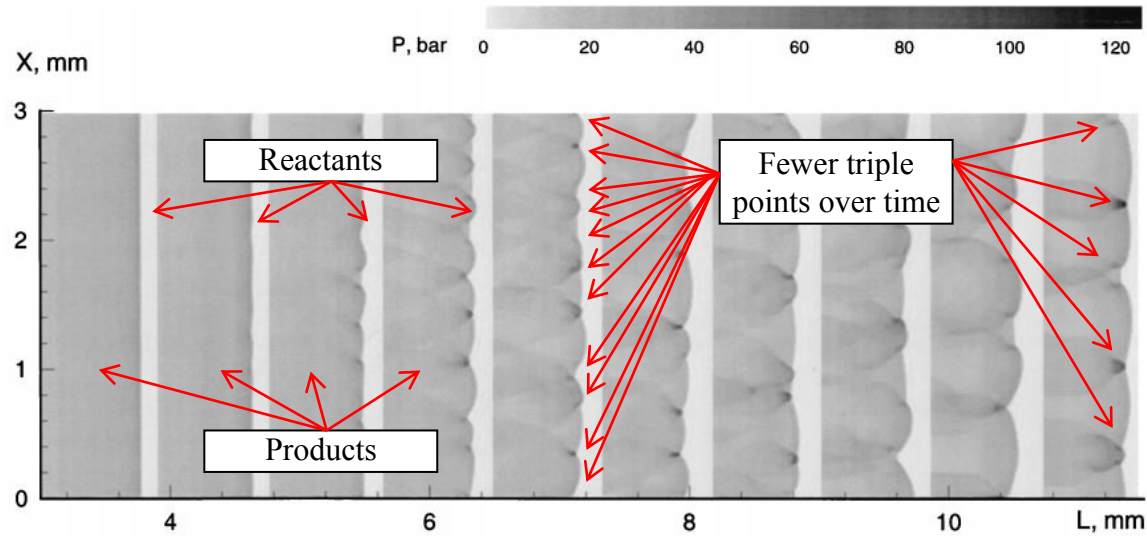 P, bar 0 20 40 60 80 100 120
X, mm
3
Reactants
Fewer triple
points over time
2
1
Products
0
4 6 8 10 L, mm